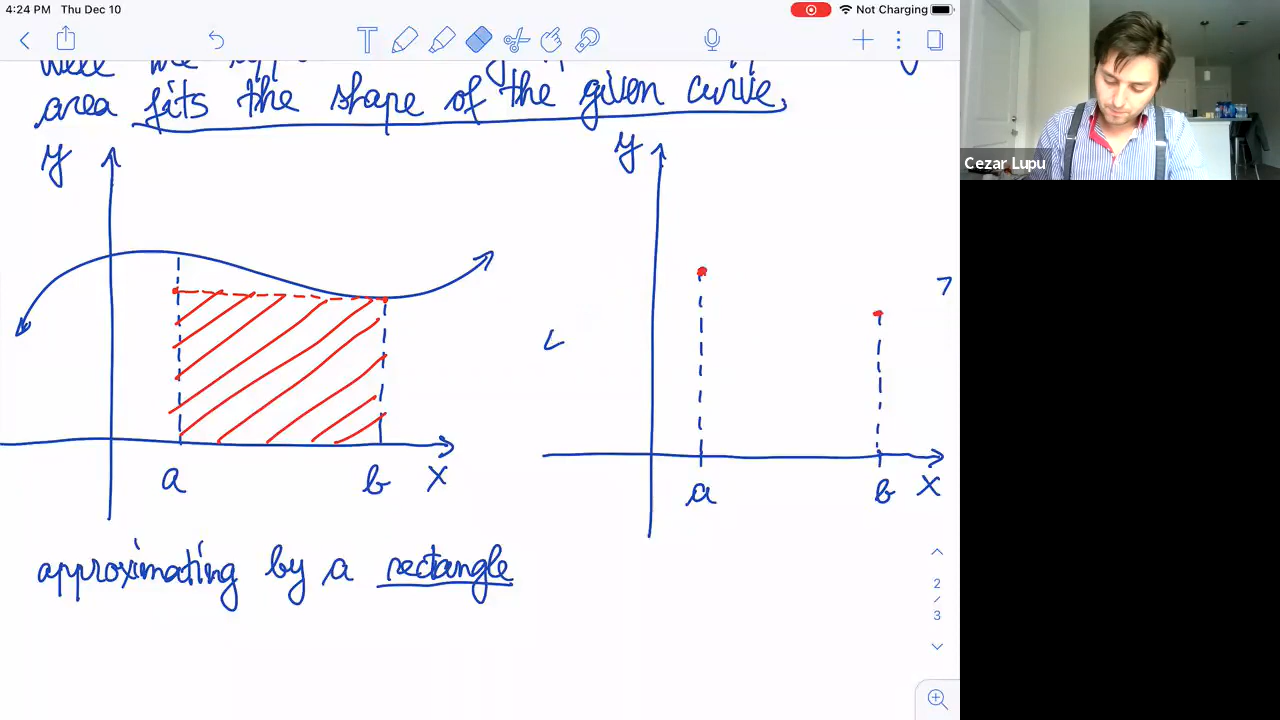 4:24 PM Thu Dec 10
Not Charging
T
area fits the shape of the given curve,
Cezar Lupu
y
y
a
b
x
a
b
x
approximating by a rectangle
2
/
3